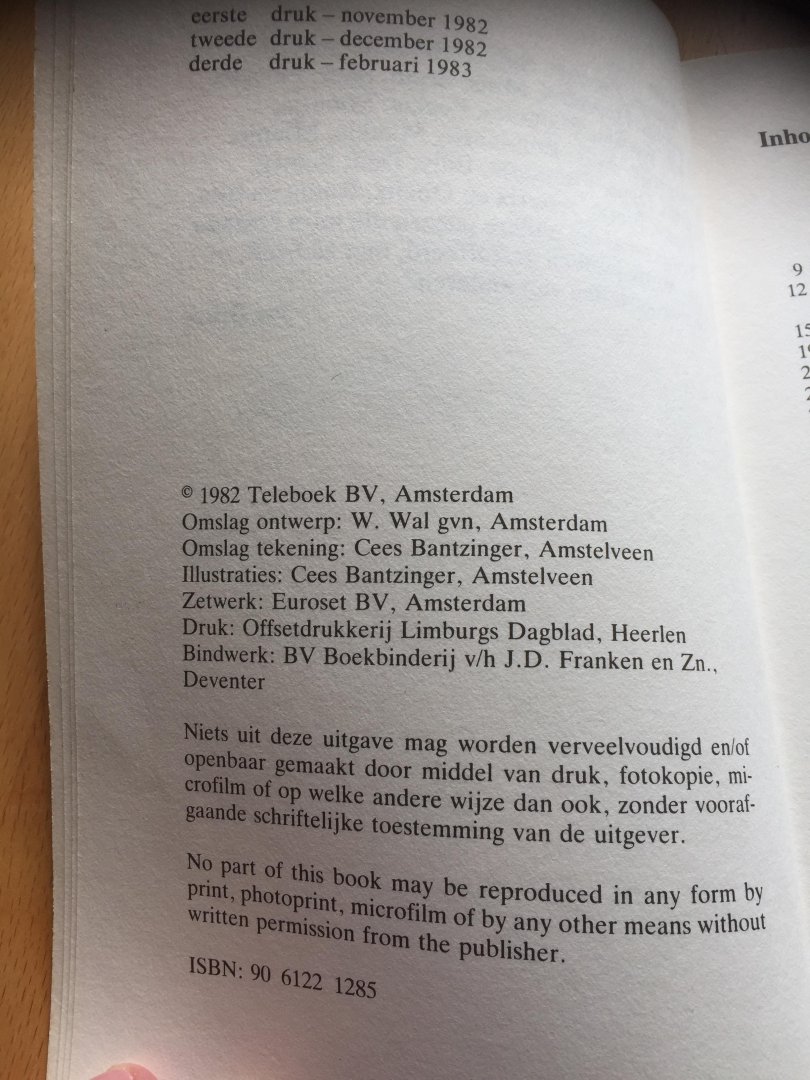 eerste druk – november 1982
tweede druk – december 1982
derde druk – februari 1983
© 1982 Teleboek BV, Amsterdam
Omslag ontwerp: W. Wal gvn, Amsterdam
Omslag tekening: Cees Bantzinger, Amstelveen
Illustraties: Cees Bantzinger, Amstelveen
Zetwerk: Euroset BV, Amsterdam
Druk: Offsetdrukkerij Limburgs Dagblad, Heerlen
Bindwerk: BV Boekbinderij v/h J.D. Franken en Zn.,
Deventer
Niets uit deze uitgave mag worden verveelvoudigd en/of
openbaar gemaakt door middel van druk, fotokopie, mi-
crofilm of op welke andere wijze dan ook, zonder vooraf-
gaande schriftelijke toestemming van de uitgever.
No part of this book may be reproduced in any form by
print, photoprint, microfilm of by any other means without
written permission from the publisher.
ISBN: 90 6122 1285
Inho
9
12